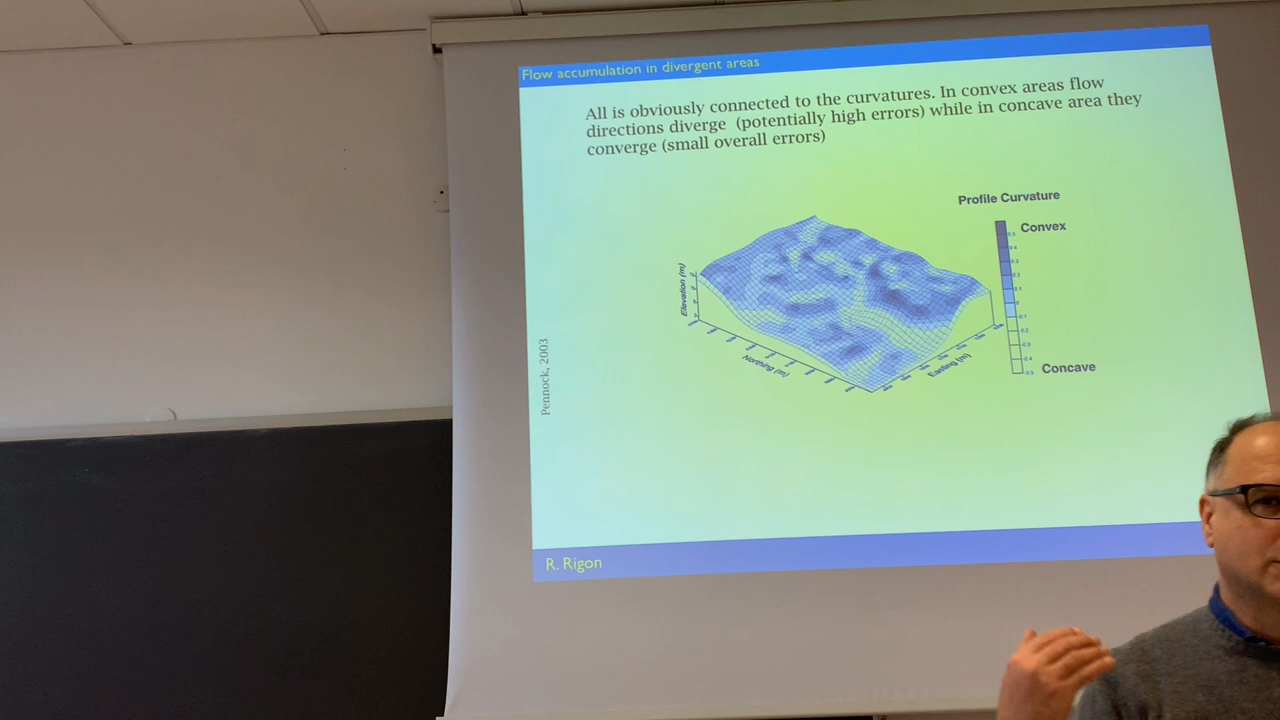 Flow accumulation in divergent areas
All is obviously connected to the curvatures. In convex areas flow
directions diverge (potentially high errors) while in concave area they
converge (small overall errors)
Profile Curvature
Convex
Concave
Elevation (m)
Northing (m)
Easting (m)
Pennock, 2003
R. Rigon